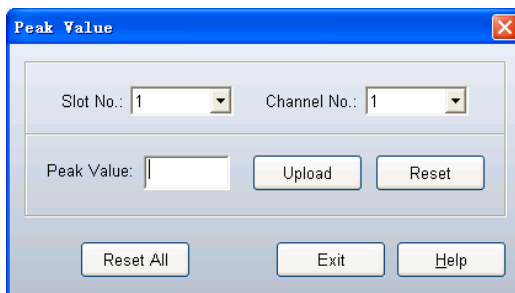 Peak Value
Slot No.: 1 Channel No.: 1
Peak Value: Upload Reset
Reset All Exit Help